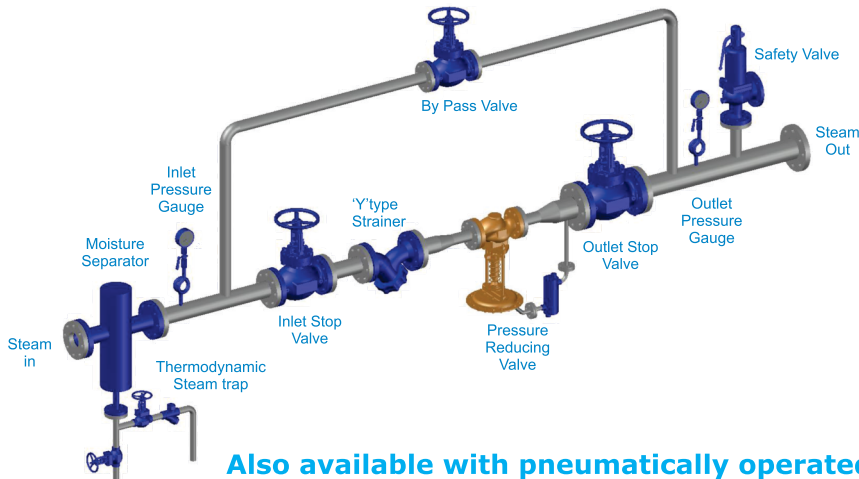 Safety Valve
By Pass Valve
Steam
Out
Inlet
Pressure
Gauge
'Y'type
Strainer
Outlet
Pressure
Gauge
Moisture
Separator
Outlet Stop
Valve
Inlet Stop
Valve
Pressure
Reducing
Valve
Steam
in
Thermodynamic
Steam trap
Also available with pneumatically operated